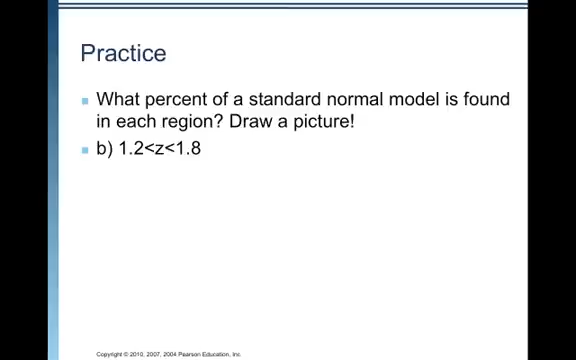 Practice
What percent of a standard normal model is found
in each region? Draw a picture!
b) 1.2<z<1.8
Copyright © 2010, 2007, 2004 Pearson Education, Inc.